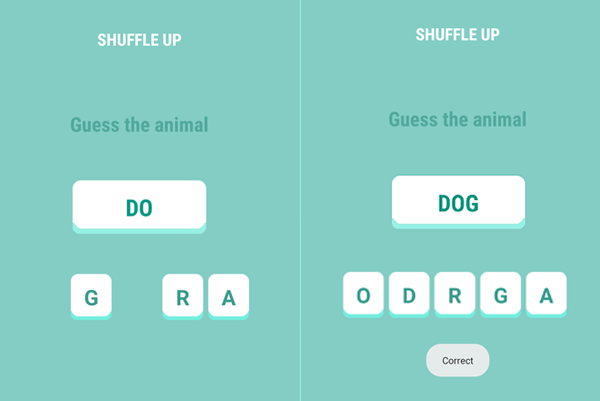 SHUFFLE UP
Guess the animal
DO
G R A
SHUFFLE UP
Guess the animal
DOG
O D R G A
Correct